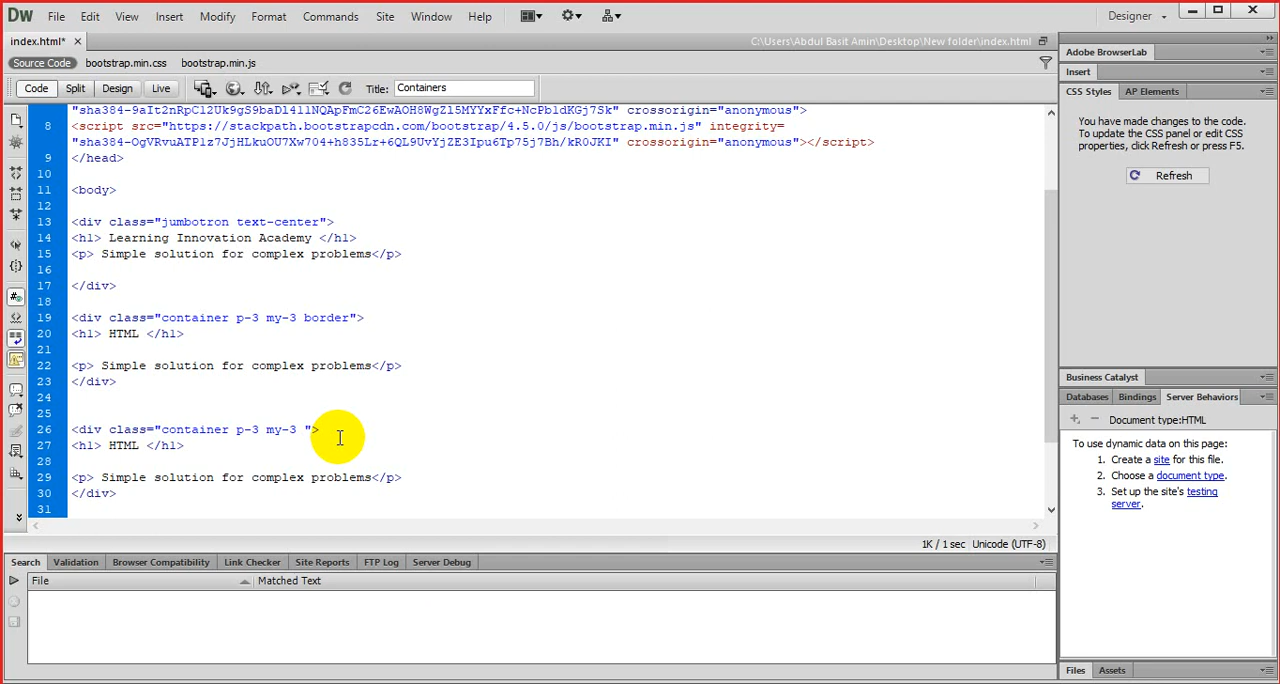 Dw File Edit View Insert Modify Format Commands Site Window Help Designer
index.html* C:\Users\Abdul Basit Amin\Desktop\New folder\index.html
Source Code bootstrap.min.css bootstrap.min.js
Code Split Design Live Title: Containers
"sha384-9aIt2nRpC12Uk9gS9baDl411NQApFmC26EwAOH8WgZl5MYYxFfc+NcPb1dKGj7Sk" crossorigin="anonymous">
8 <script src="https://stackpath.bootstrapcdn.com/bootstrap/4.5.0/js/bootstrap.min.js" integrity=
"sha384-OgVRvuATP1z7JjHLkuOU7Xw704+h835Lr+6QL9UvYjZE3Ipu6Tp75j7Bh/kR0JKI" crossorigin="anonymous"></script>
9 </head>
10
11 <body>
12
13 <div class="jumbotron text-center">
14 <h1> Learning Innovation Academy </h1>
15 <p> Simple solution for complex problems</p>
16
17 </div>
18
19 <div class="container p-3 my-3 border">
20 <h1> HTML </h1>
21
22 <p> Simple solution for complex problems</p>
23 </div>
24
25
26 <div class="container p-3 my-3 ">
27 <h1> HTML </h1>
28
29 <p> Simple solution for complex problems</p>
30 </div>
31
1K / 1 sec Unicode (UTF-8)
Search Validation Browser Compatibility Link Checker Site Reports FTP Log Server Debug
File Matched Text
Adobe BrowserLab
Insert
CSS Styles AP Elements
You have made changes to the code.
To update the CSS panel or edit CSS
properties, click Refresh or press F5.
Refresh
Business Catalyst
Databases Bindings Server Behaviors
Document type:HTML
To use dynamic data on this page:
1. Create a site for this file.
2. Choose a document type.
3. Set up the site's testing
server.
Files Assets